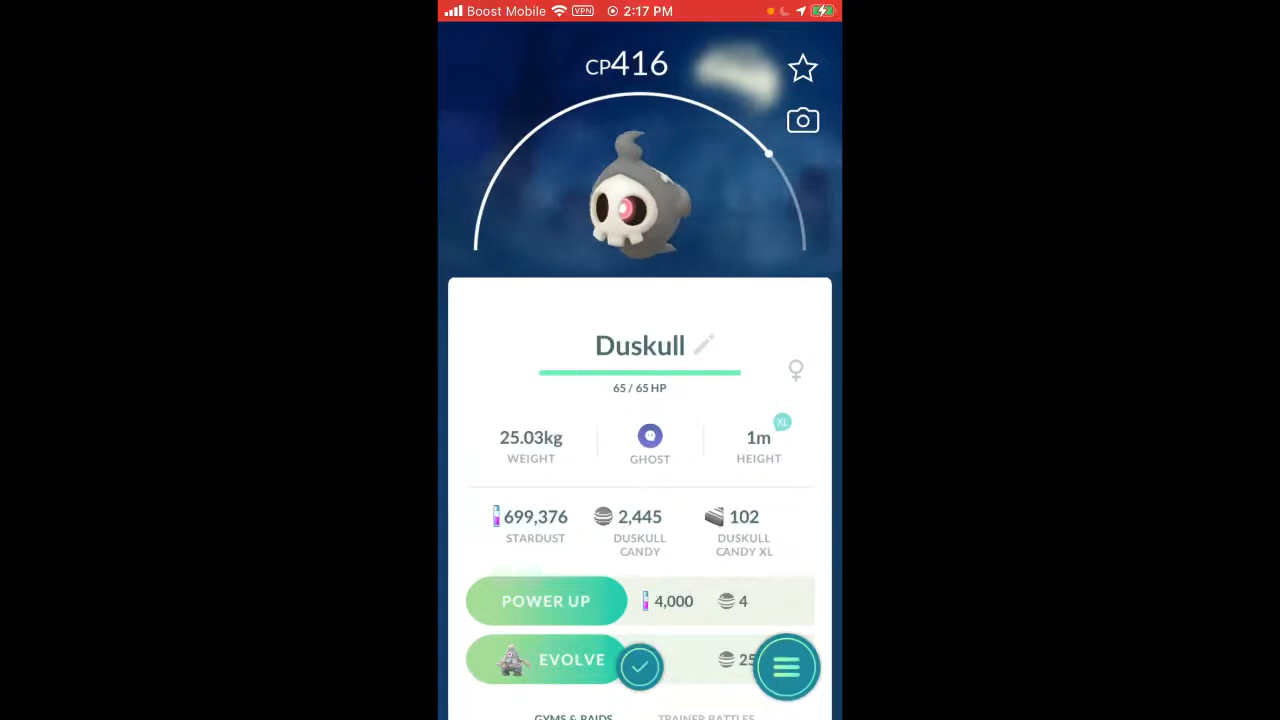 Boost Mobile VPN 2:17 PM
CP416
Duskull
65 / 65 HP
XL
25.03kg 1m
WEIGHT GHOST HEIGHT
699,376 2,445 102
STARDUST DUSKULL CANDY DUSKULL CANDY XL
POWER UP 4,000 4
EVOLVE 25
GYMS & RAIDS TRAINER BATTLES